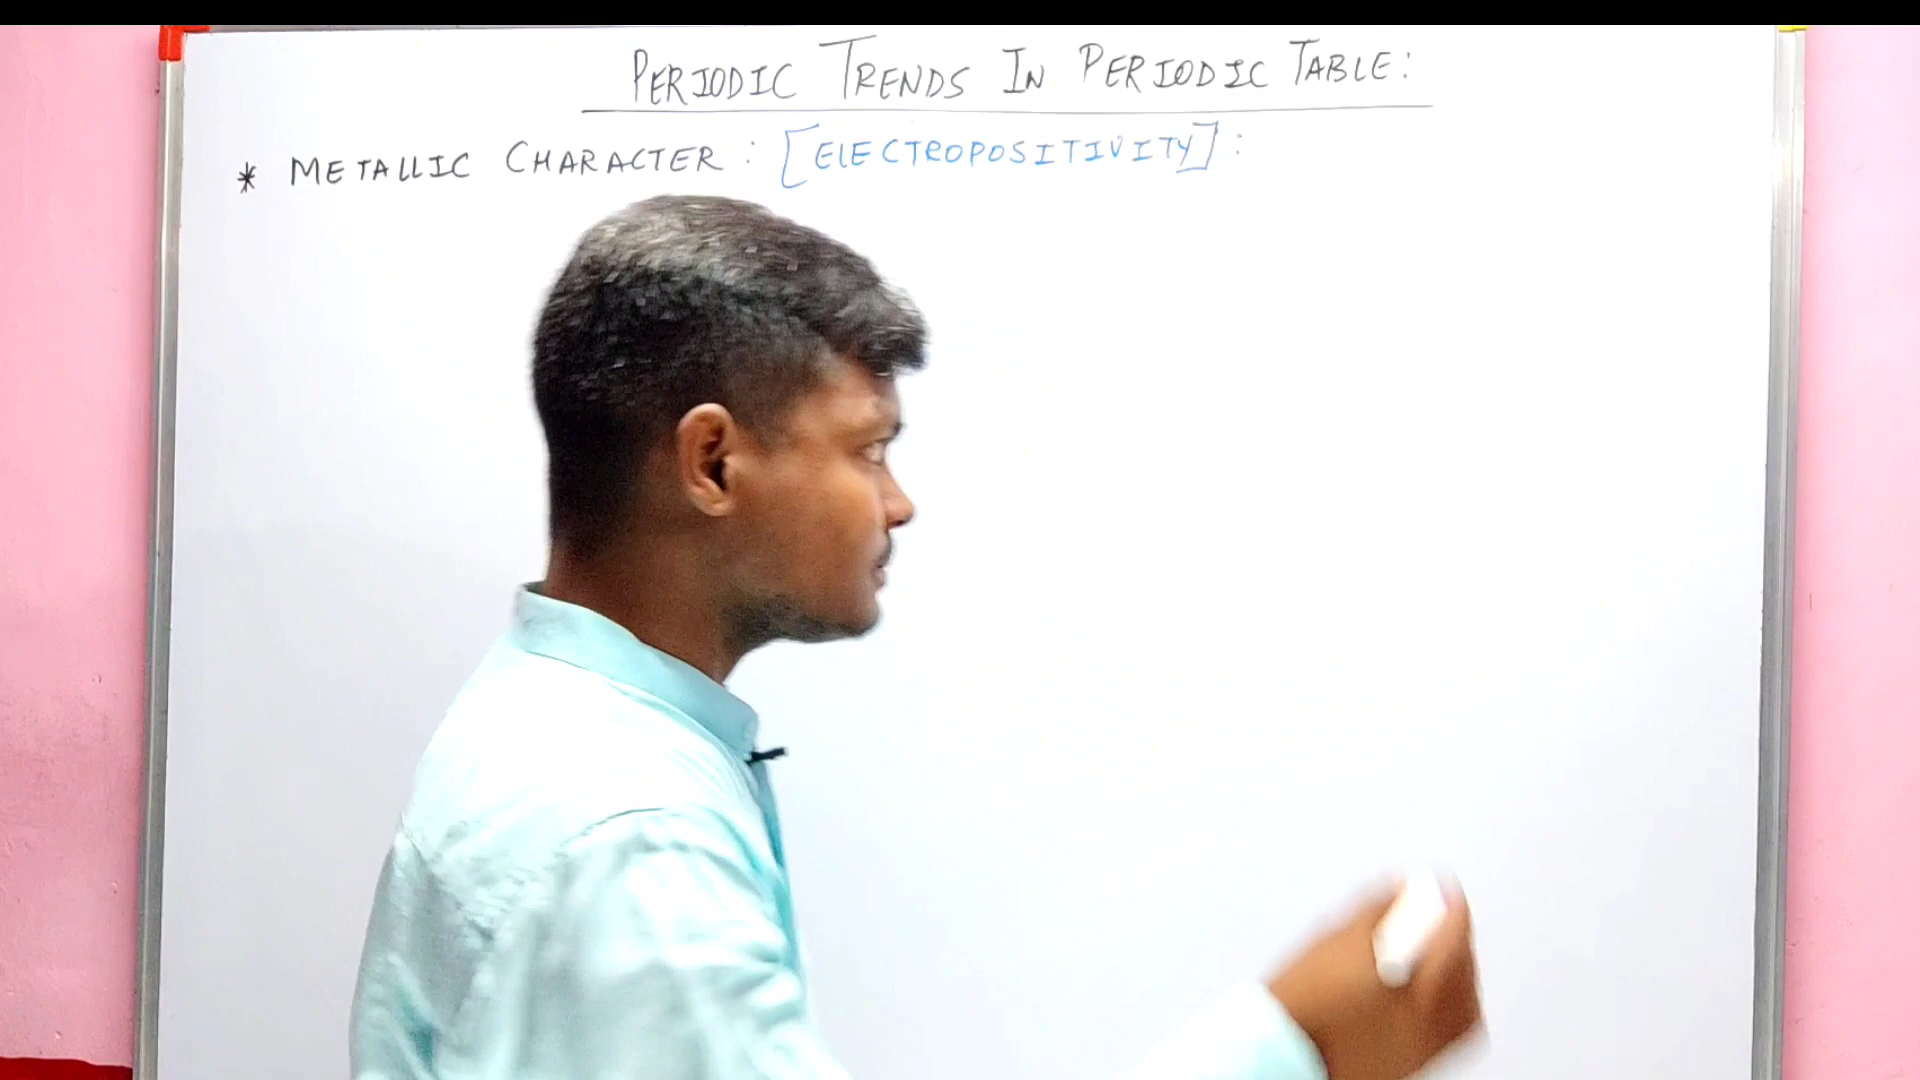 PERIODIC TRENDS IN PERIODIC TABLE:
* METALLIC CHARACTER: [ELECTROPOSITIVITY]: